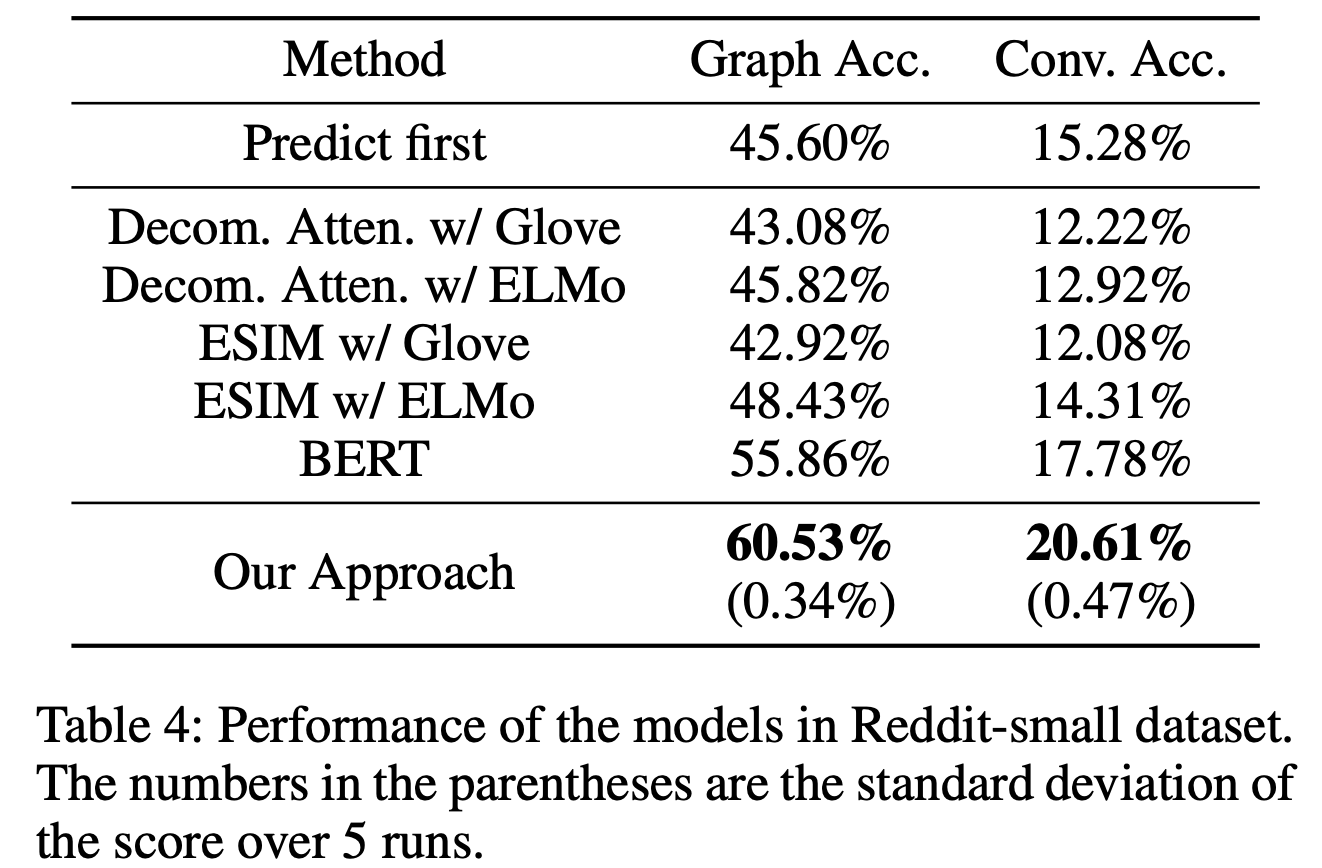 Method Graph Acc. Conv. Acc.
Predict first 45.60% 15.28%
Decom. Atten. w/ Glove 43.08% 12.22%
Decom. Atten. w/ ELMo 45.82% 12.92%
ESIM w/ Glove 42.92% 12.08%
ESIM w/ ELMo 48.43% 14.31%
BERT 55.86% 17.78%
Our Approach 60.53% 20.61%
(0.34%) (0.47%)
Table 4: Performance of the models in Reddit-small dataset.
The numbers in the parentheses are the standard deviation of
the score over 5 runs.